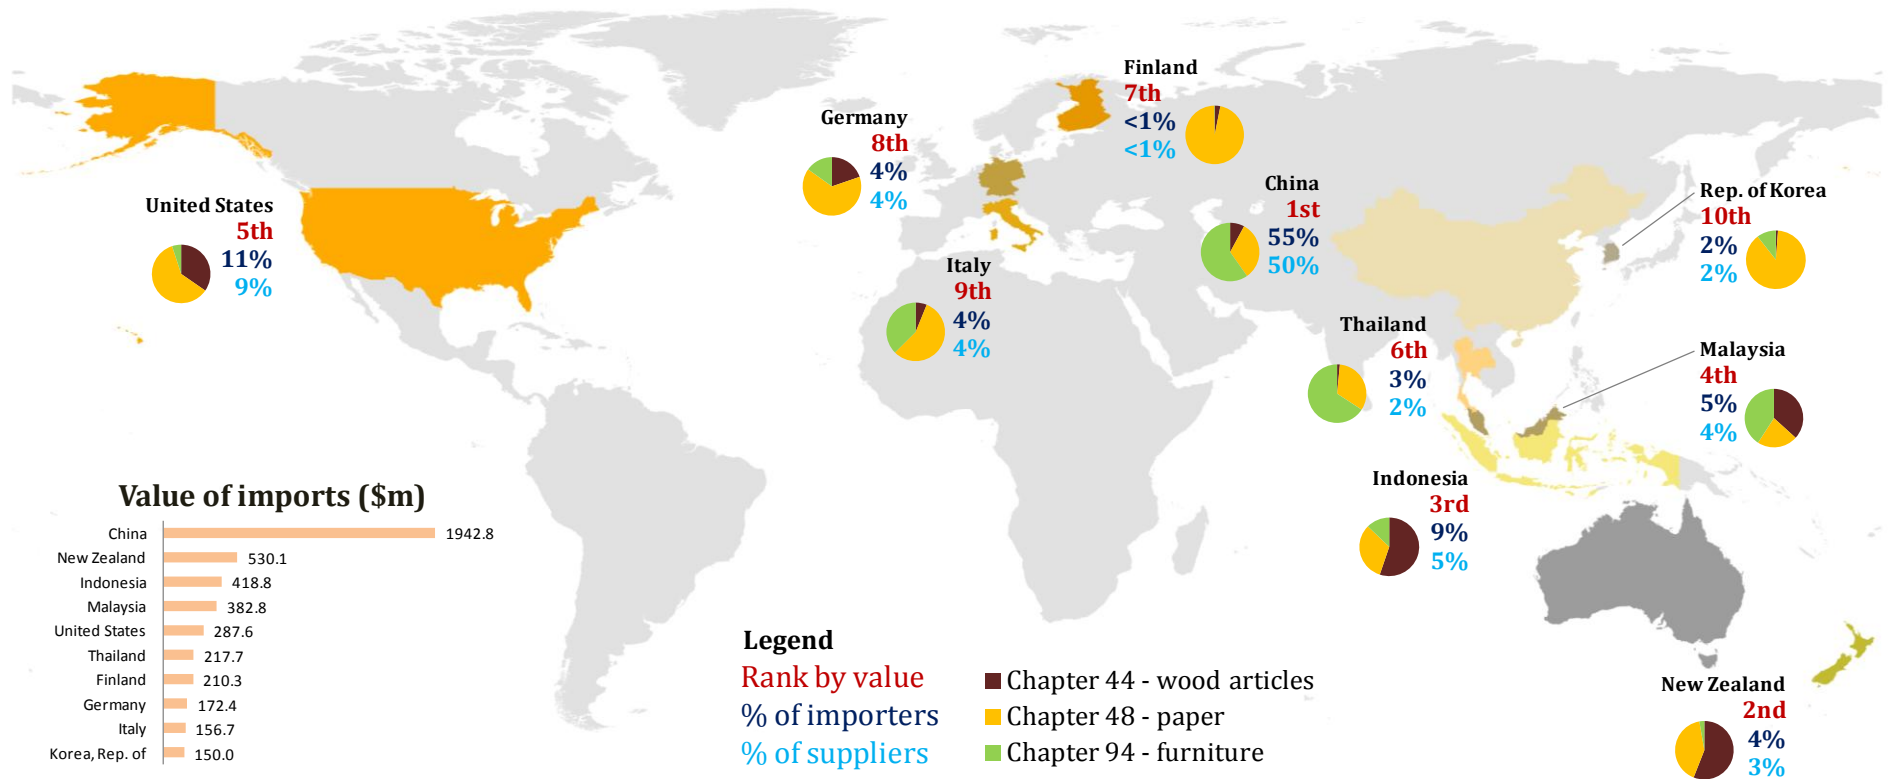 Finland
7th
<1%
<1%
Germany
8th
4%
4%
China
1st
55%
50%
Rep. of Korea
10th
2%
2%
United States
5th
11%
9%
Italy
9th
4%
4%
Thailand
6th
3%
2%
Malaysia
4th
5%
4%
Indonesia
3rd
9%
5%
New Zealand
2nd
4%
3%
Value of imports ($m)
China 1942.8
New Zealand 530.1
Indonesia 418.8
Malaysia 382.8
United States 287.6
Thailand 217.7
Finland 210.3
Germany 172.4
Italy 156.7
Korea, Rep. of 150.0
Legend
Rank by value
% of importers
% of suppliers
Chapter 44 - wood articles
Chapter 48 - paper
Chapter 94 - furniture